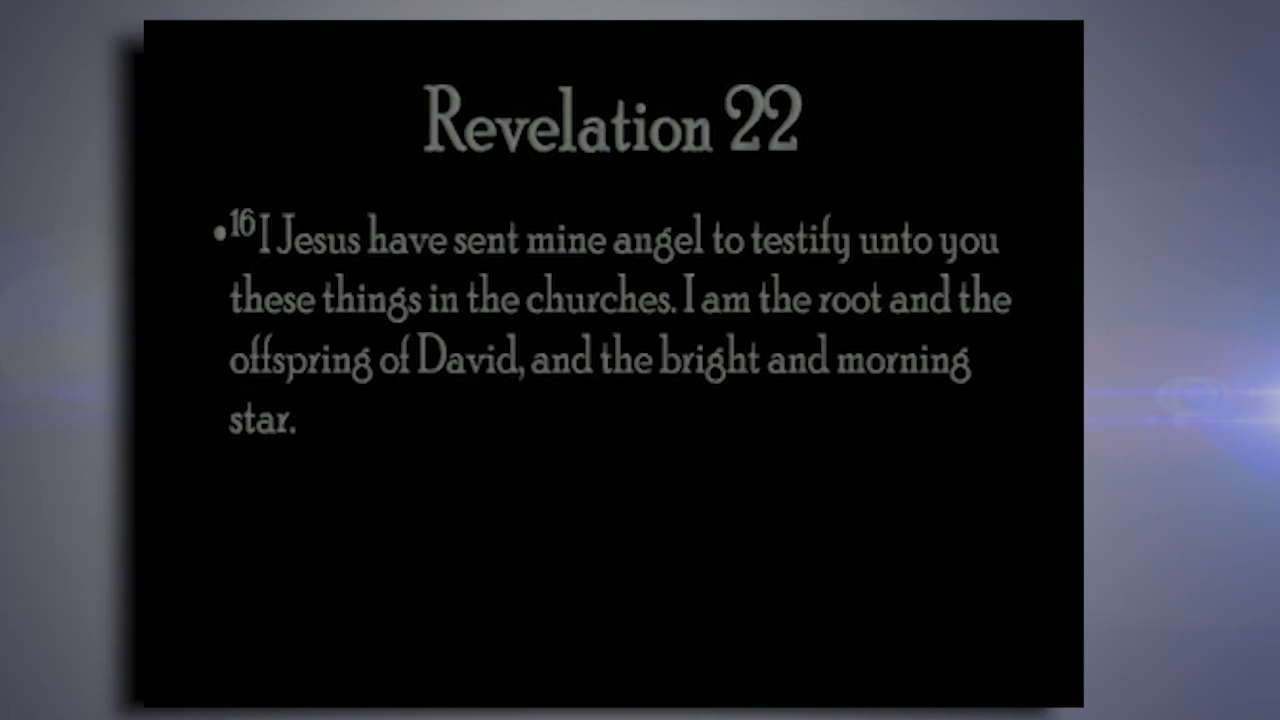 Revelation 22
•16 I Jesus have sent mine angel to testify unto you
these things in the churches. I am the root and the
offspring of David, and the bright and morning
star.